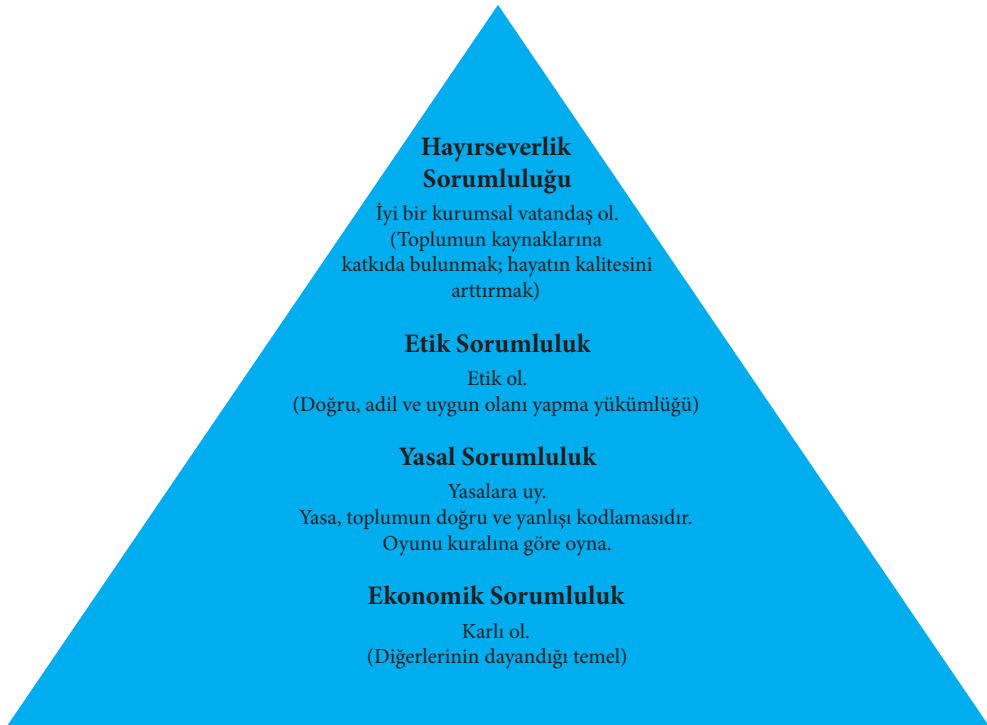 Hayırseverlik
Sorumluluğu
İyi bir kurumsal vatandaş ol.
(Toplumun kaynaklarına
katkıda bulunmak; hayatın kalitesini
arttırmak)
Etik Sorumluluk
Etik ol.
(Doğru, adil ve uygun olanı yapma yükümlüğü)
Yasal Sorumluluk
Yasalara uy.
Yasa, toplumun doğru ve yanlışı kodlamasıdır.
Oyunu kuralına göre oyna.
Ekonomik Sorumluluk
Karlı ol.
(Diğerlerinin dayandığı temel)